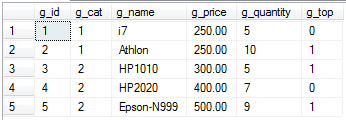 g_id g_cat g_name g_price g_quantity g_top
1 1 1 i7 250.00 5 0
2 2 1 Athlon 250.00 10 1
3 3 2 HP1010 300.00 5 1
4 4 2 HP2020 400.00 7 0
5 5 2 Epson-N999 500.00 9 1